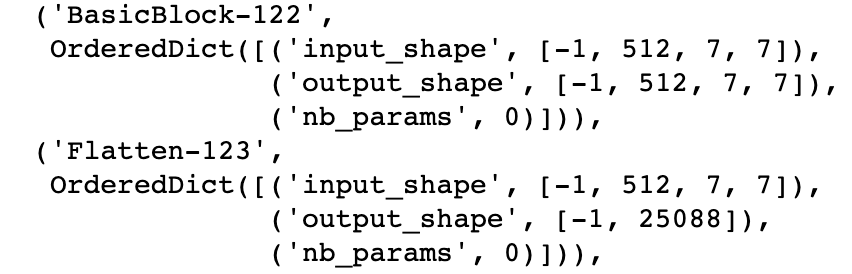 ('BasicBlock-122',
OrderedDict([('input_shape', [-1, 512, 7, 7]),
('output_shape', [-1, 512, 7, 7]),
('nb_params', 0)])),
('Flatten-123',
OrderedDict([('input_shape', [-1, 512, 7, 7]),
('output_shape', [-1, 25088]),
('nb_params', 0)])),